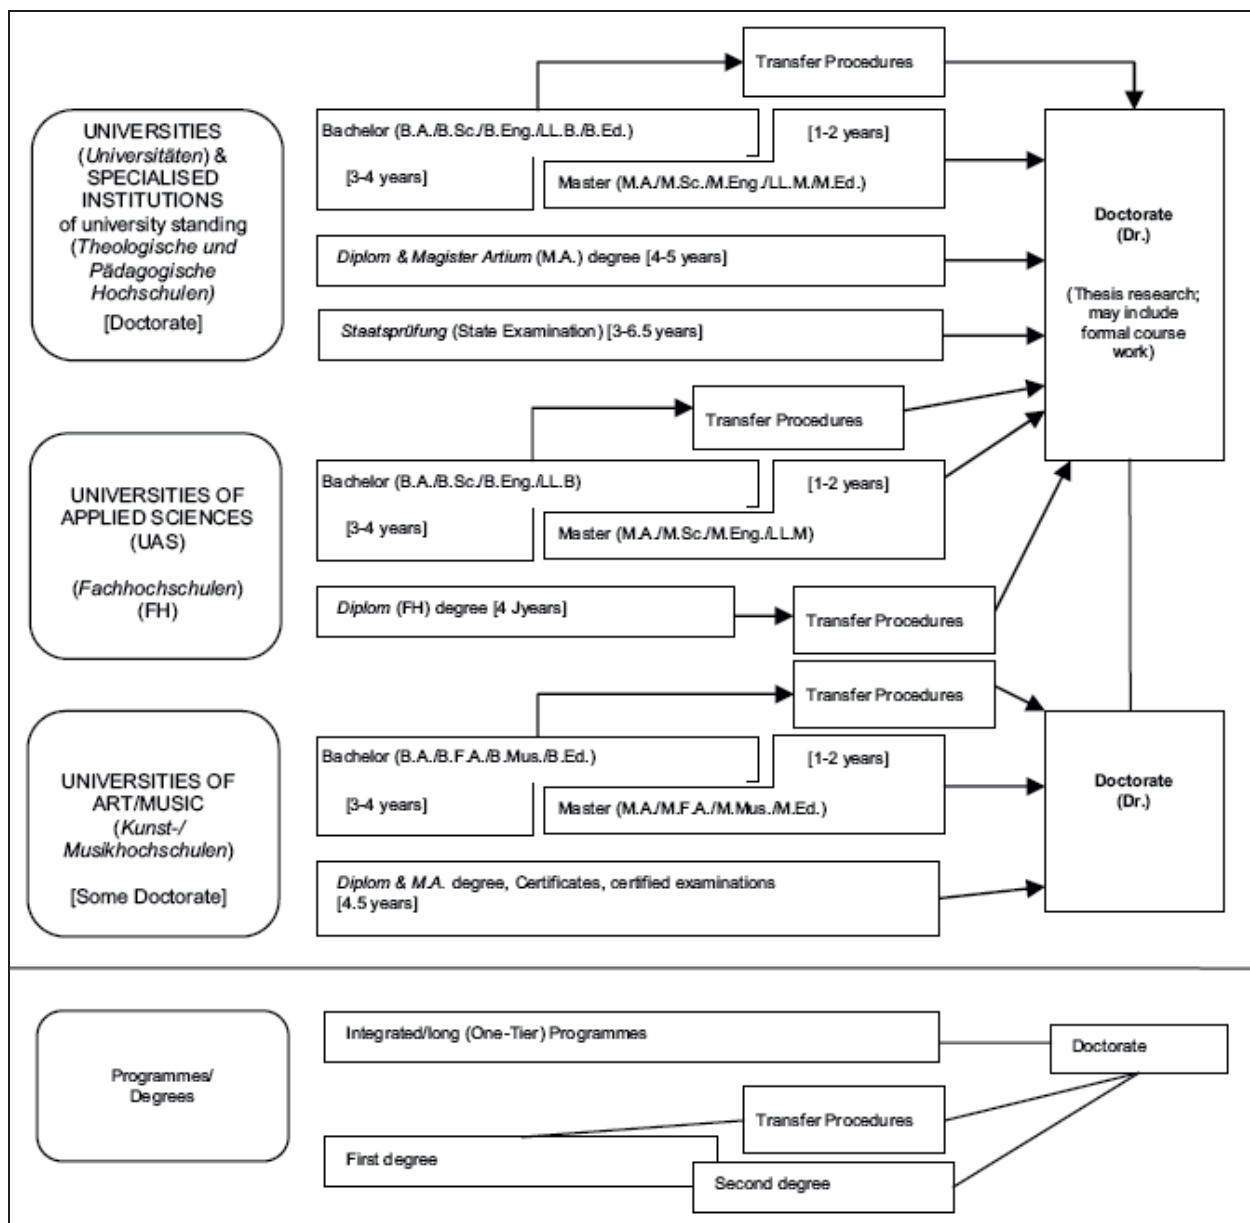 Transfer Procedures
UNIVERSITIES
(Universitäten) &
SPECIALISED
INSTITUTIONS
of university standing
(Theologische und
Pädagogische
Hochschulen)
[Doctorate]
Bachelor (B.A./B.Sc./B.Eng./LL.B./B.Ed.)
[3-4 years]
[1-2 years]
Master (M.A./M.Sc./M.Eng./LL.M./M.Ed.)
Diplom & Magister Artium (M.A.) degree [4-5 years]
Staatsprüfung (State Examination) [3-6.5 years]
Doctorate
(Dr.)
(Thesis research;
may include
formal course
work)
Transfer Procedures
UNIVERSITIES OF
APPLIED SCIENCES
(UAS)
(Fachhochschulen)
(FH)
Bachelor (B.A./B.Sc./B.Eng./LL.B)
[3-4 years]
[1-2 years]
Master (M.A./M.Sc./M.Eng./LL.M)
Diplom (FH) degree [4 Jyears]
Transfer Procedures
Transfer Procedures
UNIVERSITIES OF
ART/MUSIC
(Kunst-/
Musikhochschulen)
[Some Doctorate]
Bachelor (B.A./B.F.A./B.Mus./B.Ed.)
[3-4 years]
[1-2 years]
Master (M.A./M.F.A./M.Mus./M.Ed.)
Diplom & M.A. degree, Certificates, certified examinations
[4.5 years]
Doctorate
(Dr.)
Programmes/
Degrees
Integrated/long (One-Tier) Programmes
Doctorate
Transfer Procedures
First degree
Second degree